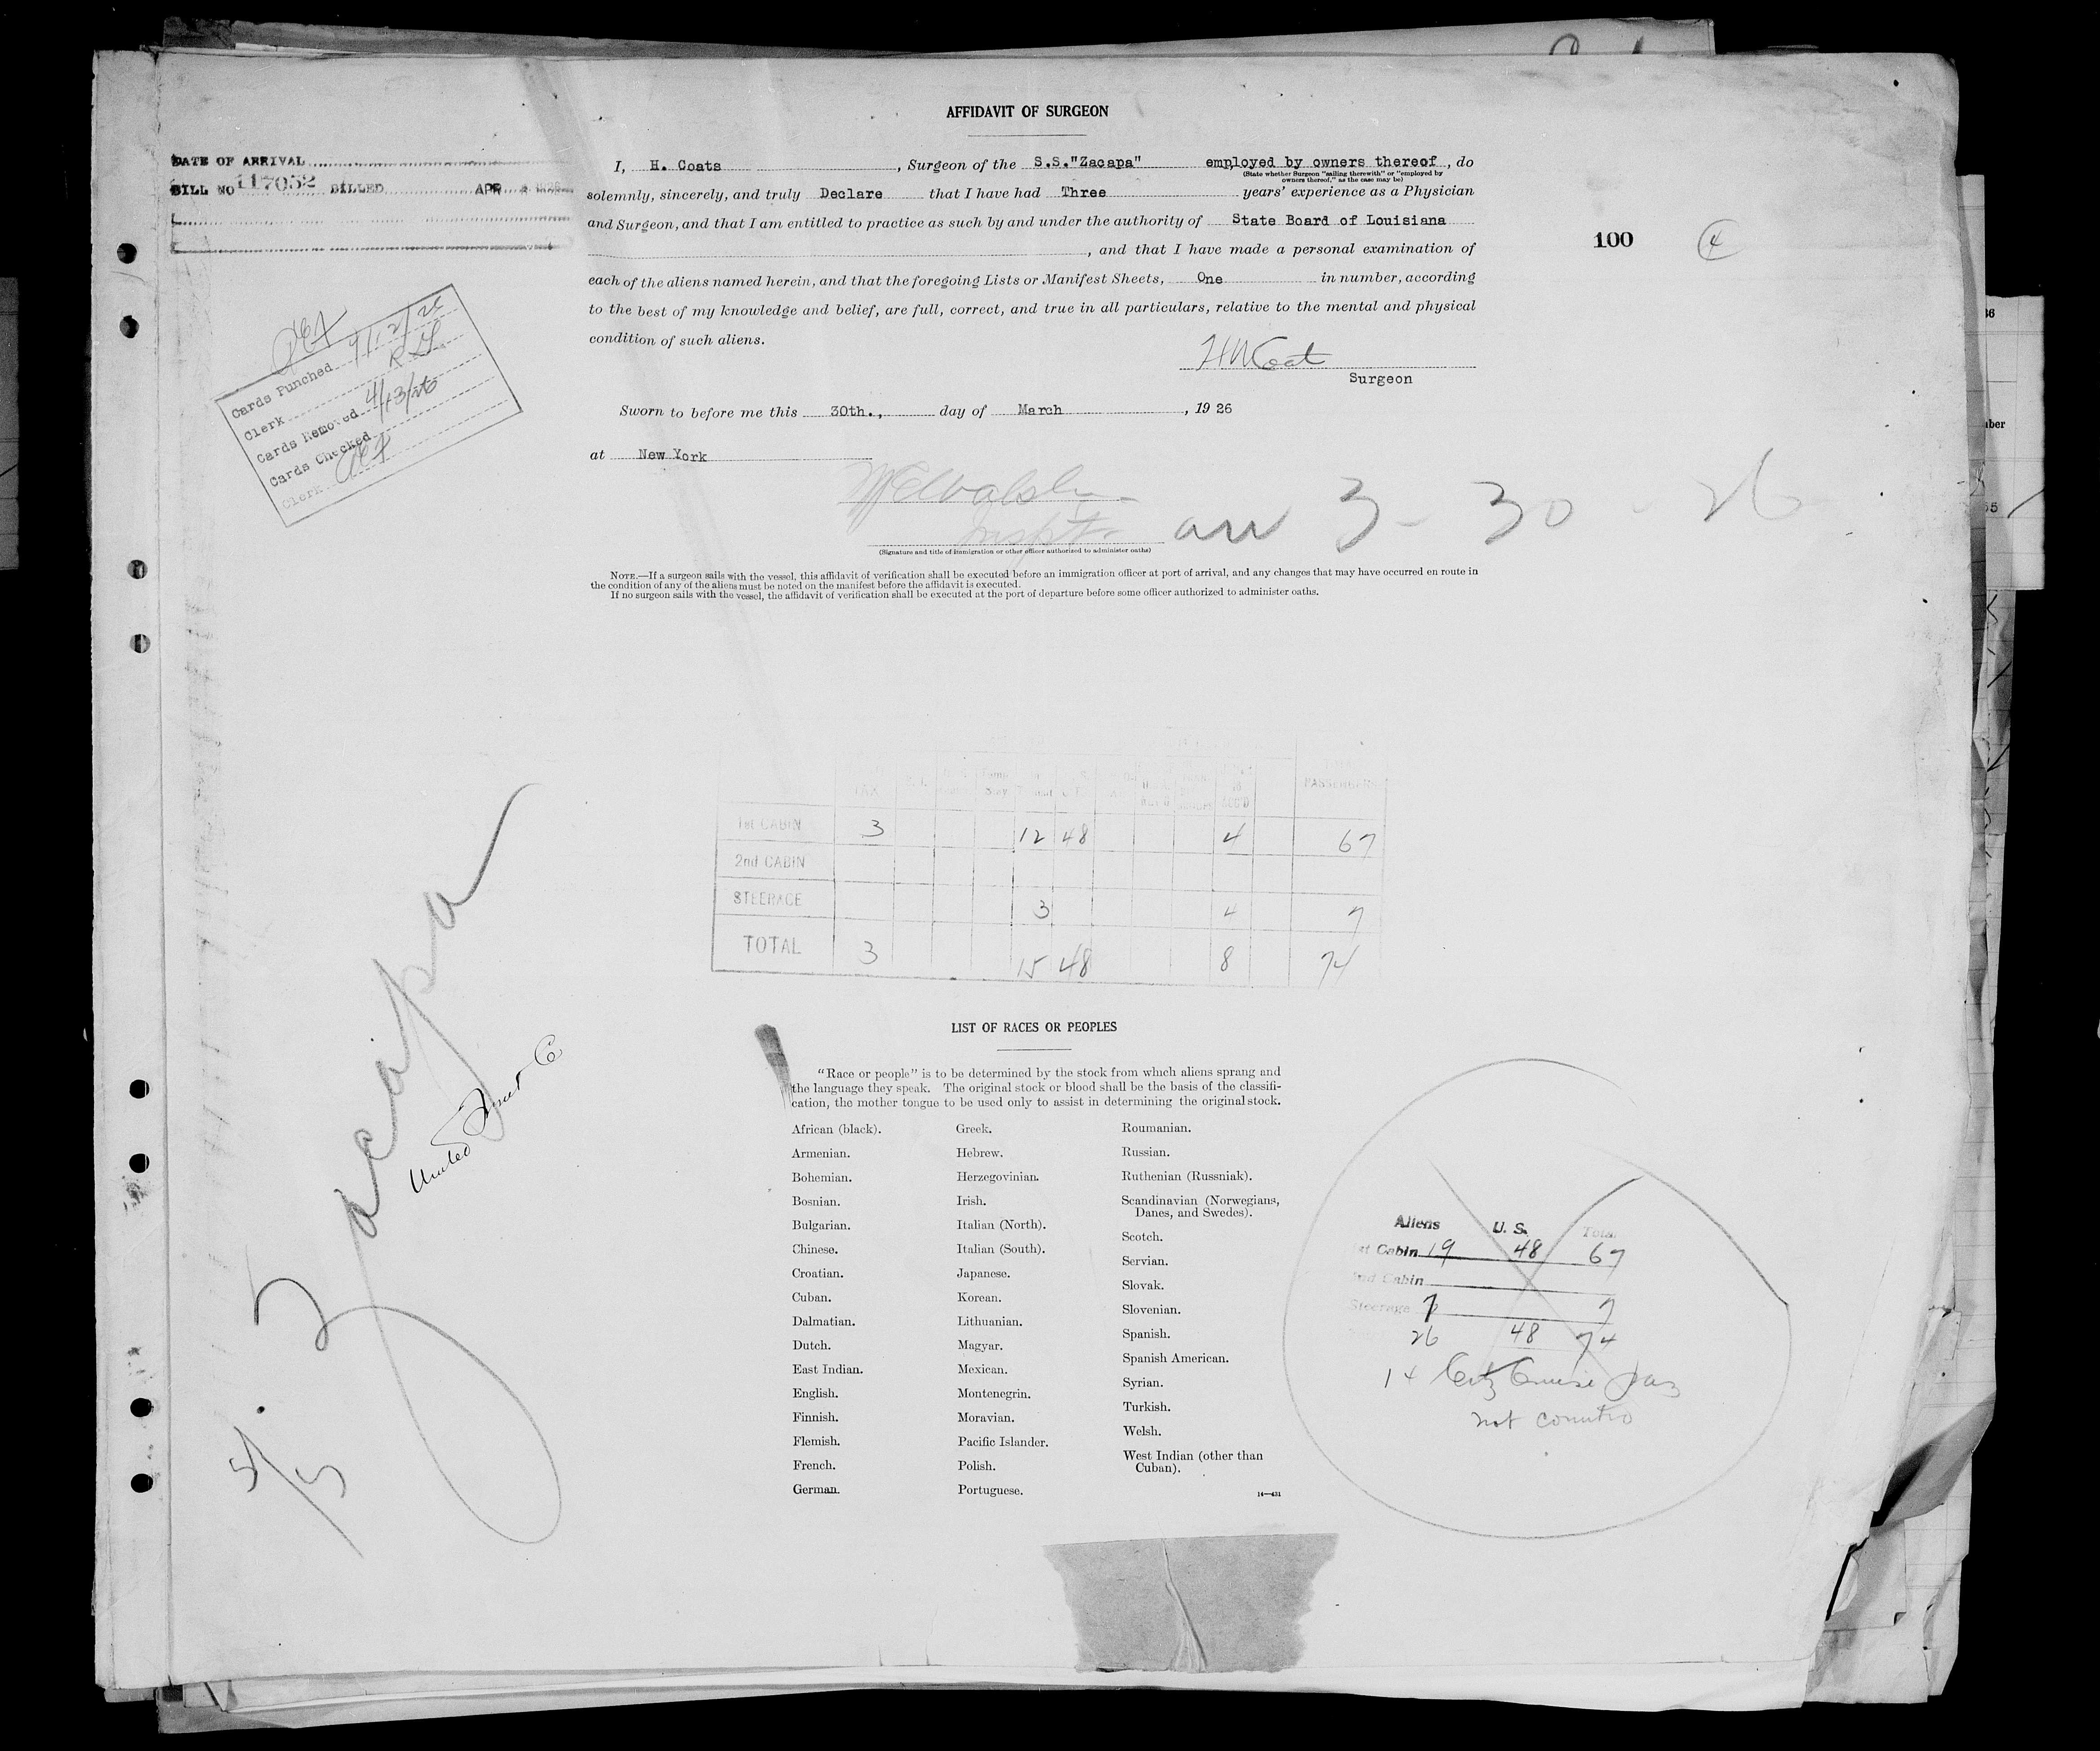 AFFIDAVIT OF SURGEON
DATE OF ARRIVAL
BILL NO 117052 BILLED APR
I, H. Coats, Surgeon of the S.S."Zacapa" employed by owners thereof, do
(State whether Surgeon "sailing therewith" or "employed by
owners thereof," as the case may be)
solemnly, sincerely, and truly Declare that I have had Three years' experience as a Physician
and Surgeon, and that I am entitled to practice as such by and under the authority of State Board of Louisiana
, and that I have made a personal examination of
each of the aliens named herein, and that the foregoing Lists or Manifest Sheets, One in number, according
to the best of my knowledge and belief, are full, correct, and true in all particulars, relative to the mental and physical
condition of such aliens.
Surgeon
100 4
Cards Punched 4/12/26
Clerk
Cards Removed 4/13/26
Cards Checked
Clerk
Sworn to before me this 30th., day of March, 1926
at New York
arr 3-30-26
(Signature and title of immigration or other officer authorized to administer oaths)
NOTE.—If a surgeon sails with the vessel, this affidavit of verification shall be executed before an immigration officer at port of arrival, and any changes that may have occurred en route in
the condition of any of the aliens must be noted on the manifest before the affidavit is executed.
If no surgeon sails with the vessel, the affidavit of verification shall be executed at the port of departure before some officer authorized to administer oaths.
TAX PASSENGERS
1st CABIN 3 12 48 4 67
2nd CABIN
STEERAGE 3 4 7
TOTAL 3 15 48 8 74
Zacapa
United Fruit Co
LIST OF RACES OR PEOPLES
"Race or people" is to be determined by the stock from which aliens sprang and
the language they speak. The original stock or blood shall be the basis of the classifi-
cation, the mother tongue to be used only to assist in determining the original stock.
African (black).
Armenian.
Bohemian.
Bosnian.
Bulgarian.
Chinese.
Croatian.
Cuban.
Dalmatian.
Dutch.
East Indian.
English.
Finnish.
Flemish.
French.
German.
Greek.
Hebrew.
Herzegovinian.
Irish.
Italian (North).
Italian (South).
Japanese.
Korean.
Lithuanian.
Magyar.
Mexican.
Montenegrin.
Moravian.
Pacific Islander.
Polish.
Portuguese.
Roumanian.
Russian.
Ruthenian (Russniak).
Scandinavian (Norwegians,
Danes, and Swedes).
Scotch.
Servian.
Slovak.
Slovenian.
Spanish.
Spanish American.
Syrian.
Turkish.
Welsh.
West Indian (other than
Cuban).
14—431
Aliens U. S. Total
st Cabin 19 48 67
2nd Cabin
Steerage 7 7
26 48 74
14 Citz Cruise pas
not counted